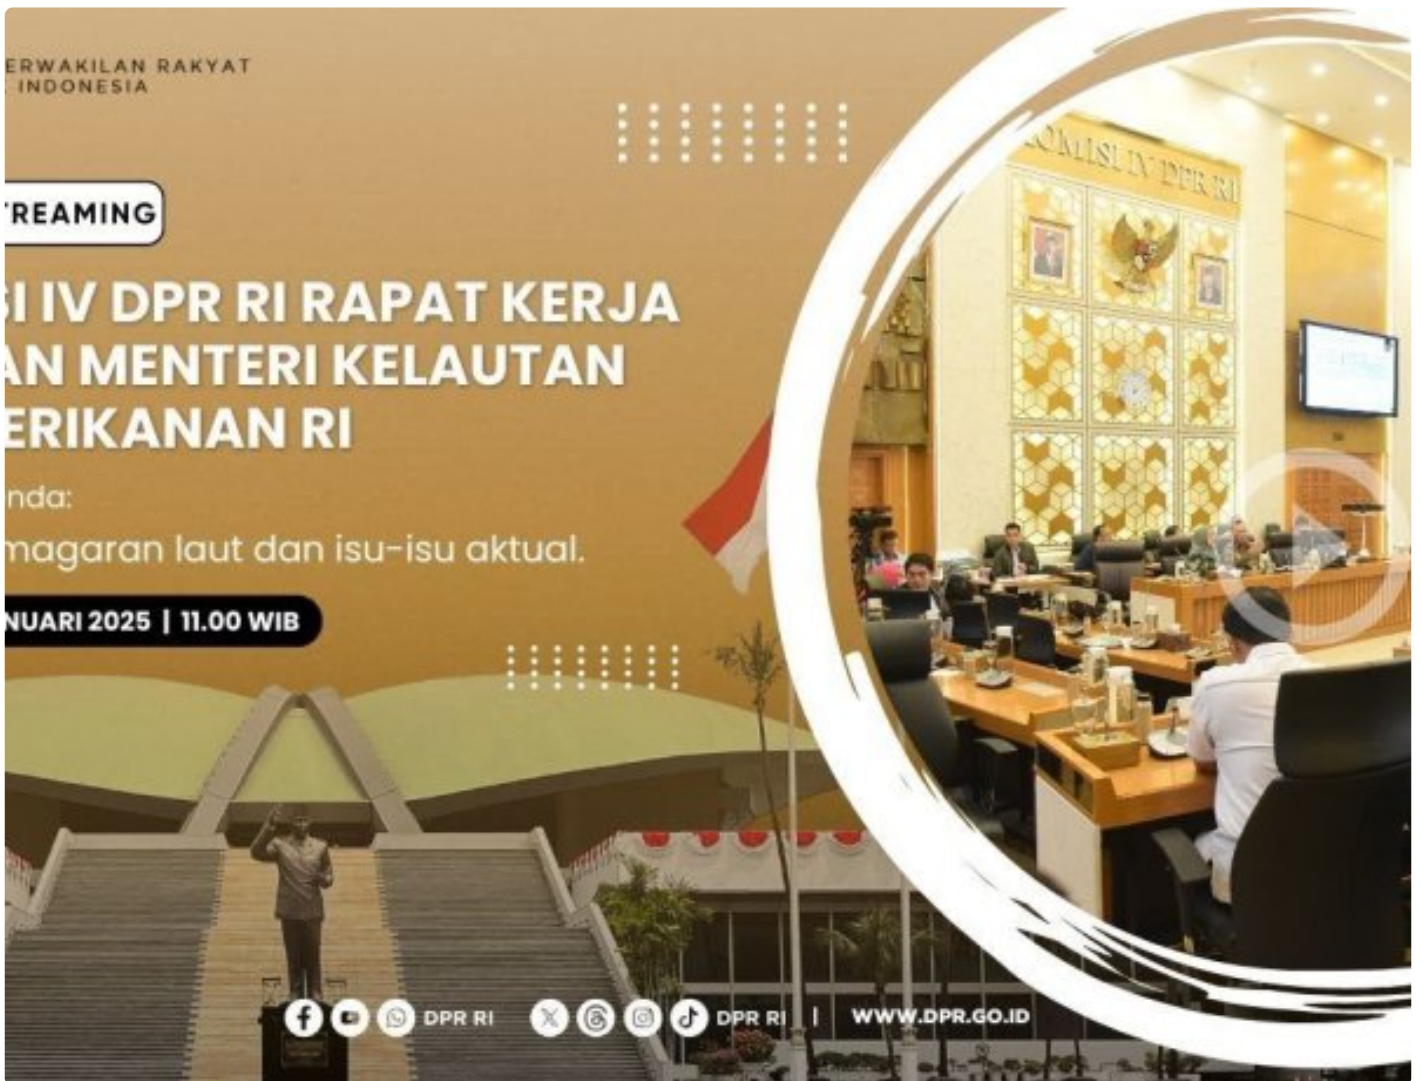 ERWAKILAN RAKYAT
INDONESIA
TREAMING
SI IV DPR RI RAPAT KERJA
AN MENTERI KELAUTAN
ERIKANAN RI
nda:
magaran laut dan isu-isu aktual.
NUARI 2025 | 11.00 WIB
KOMISI IV DPR RI
DPR RI
DPR RI | WWW.DPR.GO.ID